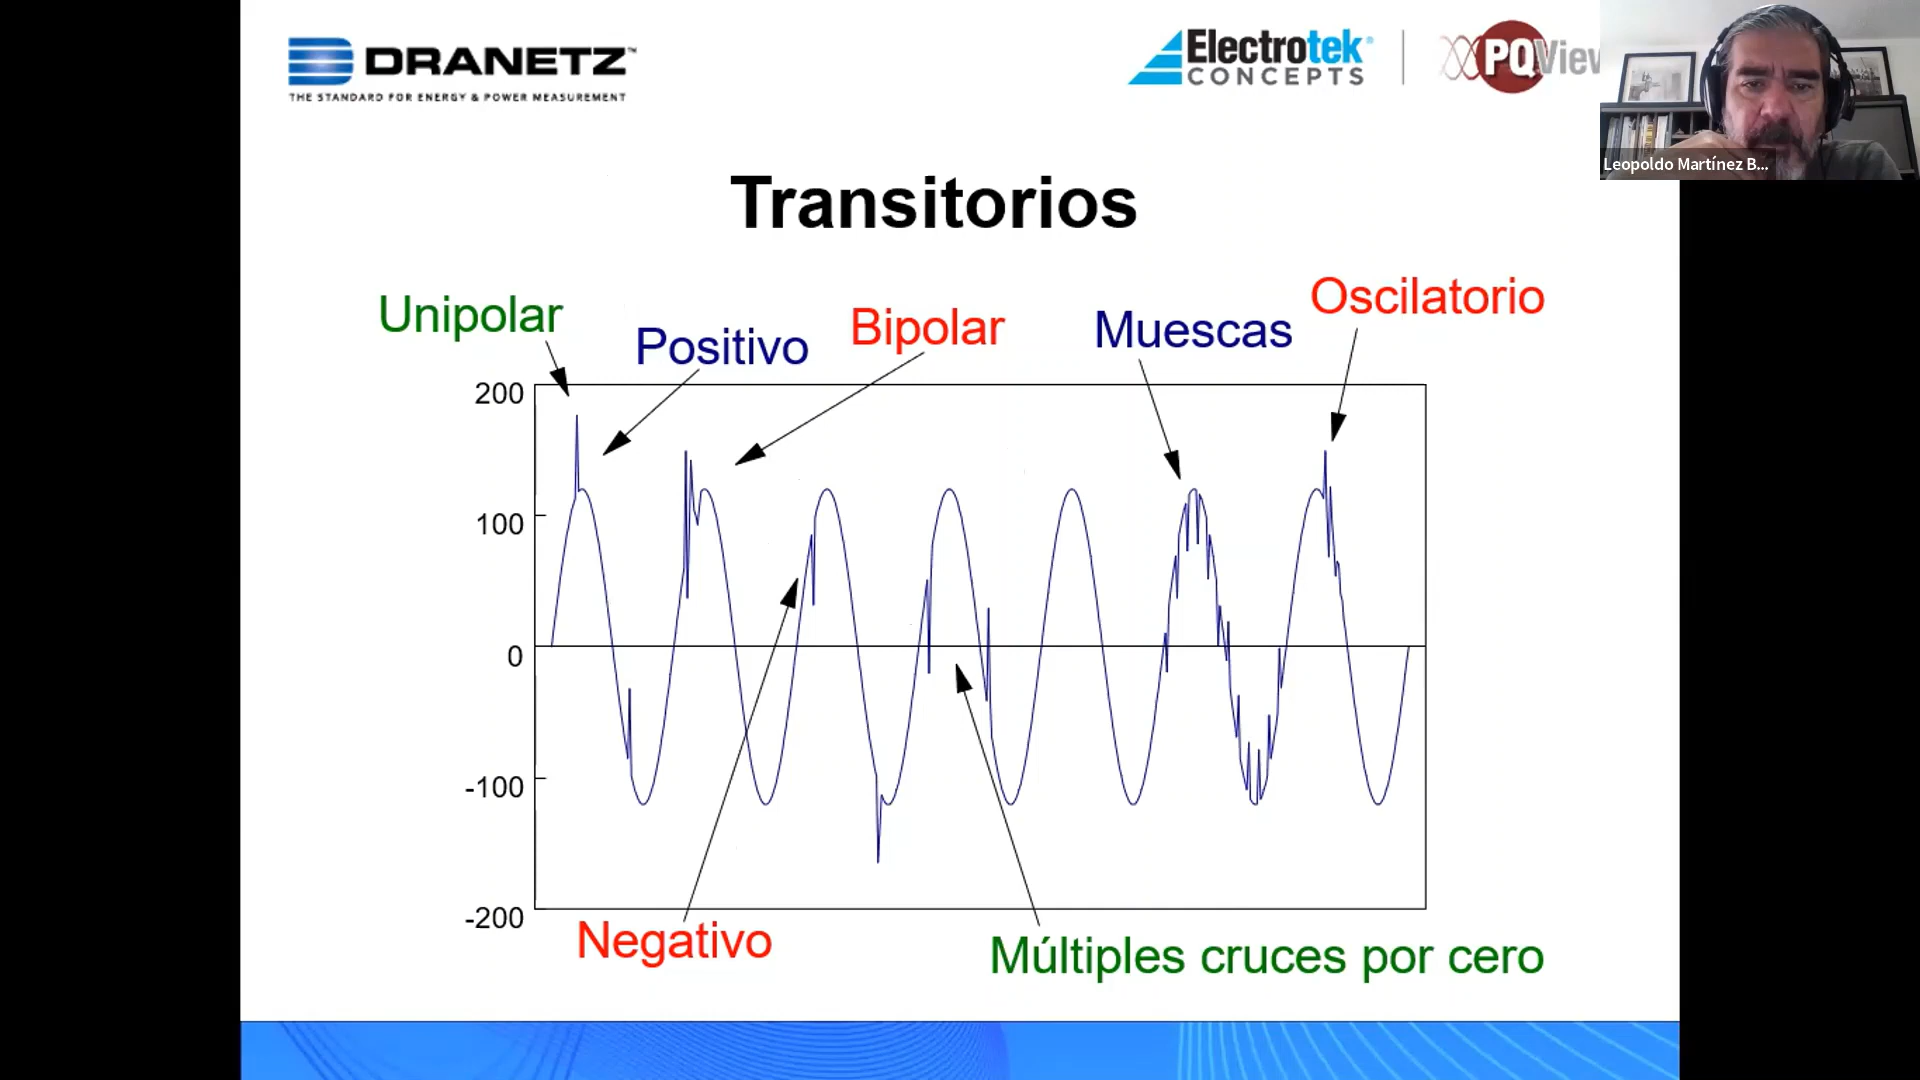 DRANETZ™
THE STANDARD FOR ENERGY & POWER MEASUREMENT
Electrotek®
CONCEPTS
PQView
Leopoldo Martínez B...
Transitorios
Unipolar
Positivo
Bipolar
Muescas
Oscilatorio
200
100
0
-100
-200
Negativo
Múltiples cruces por cero